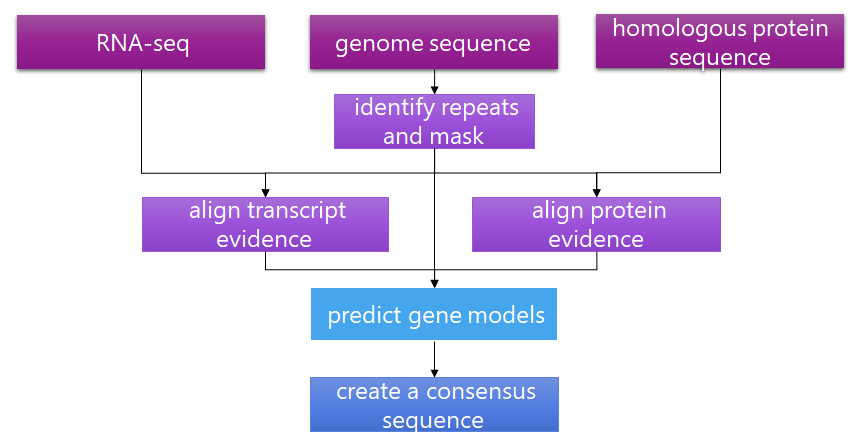 RNA-seq
genome sequence
homologous protein
sequence
identify repeats
and mask
align transcript
evidence
align protein
evidence
predict gene models
create a consensus
sequence